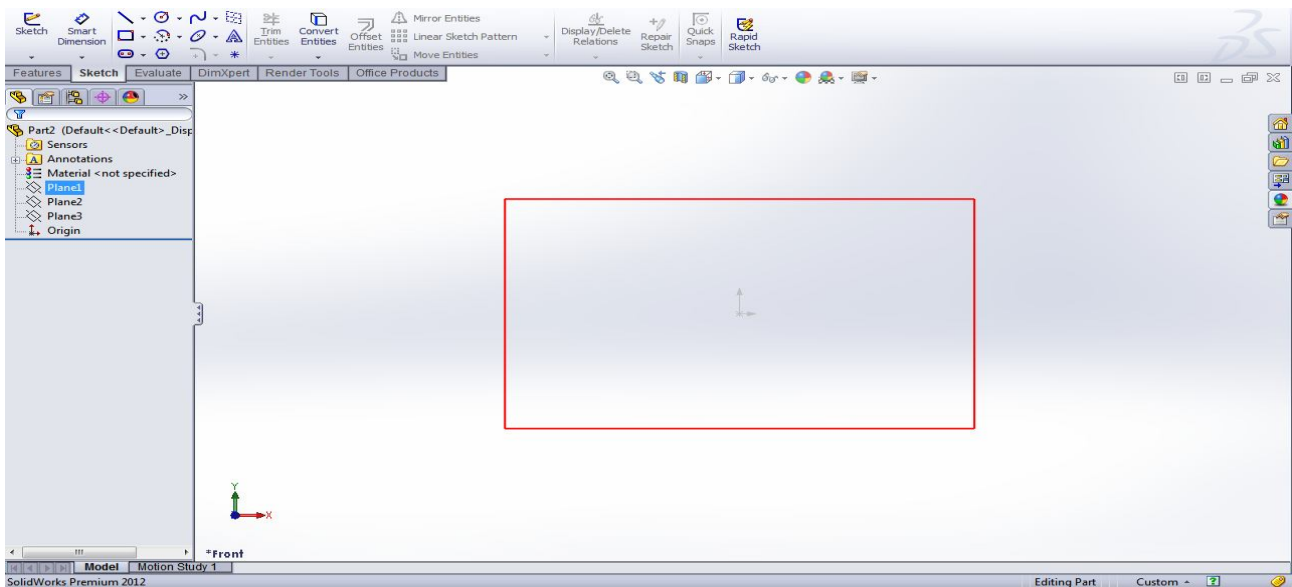 Sketch
Smart Dimension
Trim Entities
Convert Entities
Offset Entities
Mirror Entities
Linear Sketch Pattern
Move Entities
Display/Delete Relations
Repair Sketch
Quick Snaps
Rapid Sketch
Features Sketch Evaluate DimXpert Render Tools Office Products
Part2 (Default<<Default>_Disp
Sensors
A Annotations
Material <not specified>
Plane1
Plane2
Plane3
Origin
Y
X
*Front
Model Motion Study 1
SolidWorks Premium 2012 Editing Part Custom